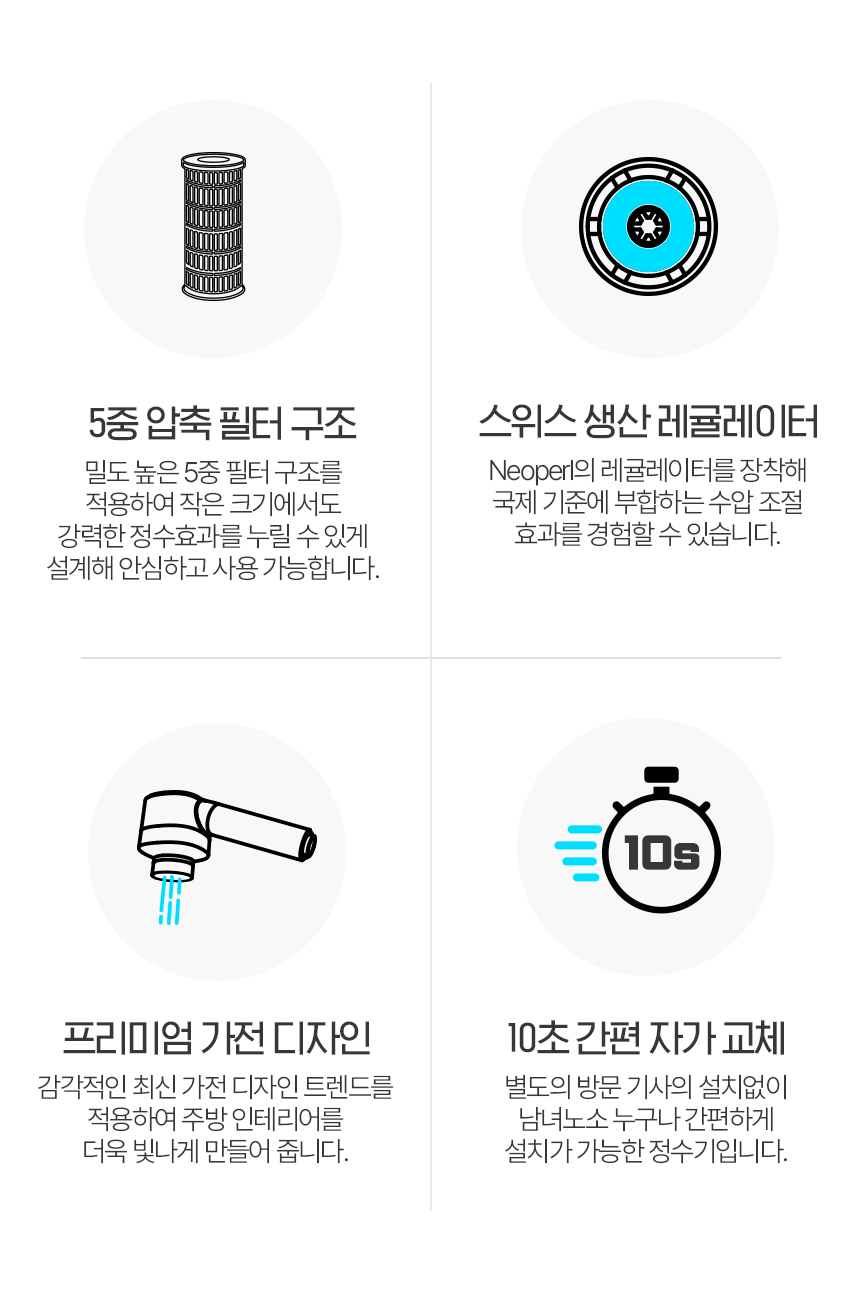 5중 압축 필터 구조
밀도 높은 5중 필터 구조를
적용하여 작은 크기에서도
강력한 정수효과를 누릴 수 있게
설계해 안심하고 사용 가능합니다.
스위스 생산 레귤레이터
Neoperl의 레귤레이터를 장착해
국제 기준에 부합하는 수압 조절
효과를 경험할 수 있습니다.
프리미엄 가전 디자인
감각적인 최신 가전 디자인 트렌드를
적용하여 주방 인테리어를
더욱 빛나게 만들어 줍니다.
10s
10초 간편 자가 교체
별도의 방문 기사의 설치없이
남녀노소 누구나 간편하게
설치가 가능한 정수기입니다.